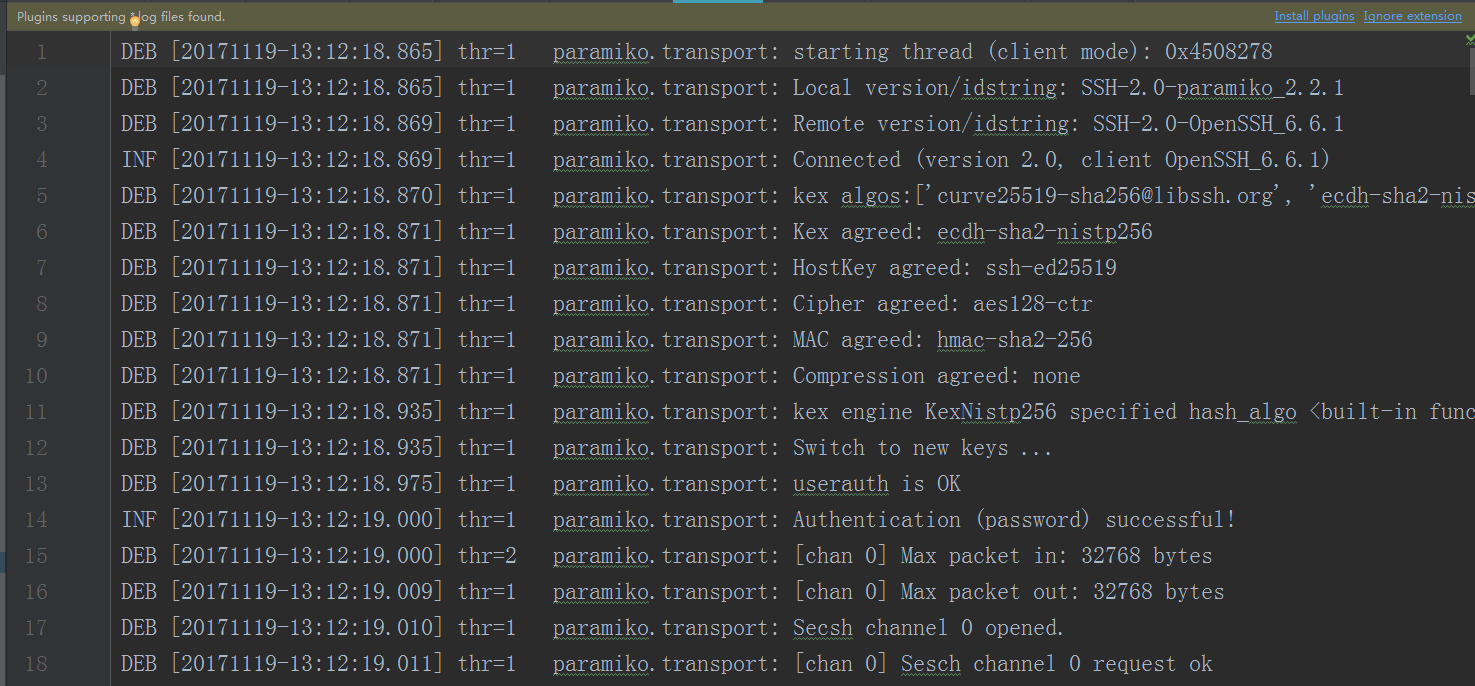 Plugins supporting *.log files found. Install plugins Ignore extension
1 DEB [20171119-13:12:18.865] thr=1 paramiko.transport: starting thread (client mode): 0x4508278
2 DEB [20171119-13:12:18.865] thr=1 paramiko.transport: Local version/idstring: SSH-2.0-paramiko_2.2.1
3 DEB [20171119-13:12:18.869] thr=1 paramiko.transport: Remote version/idstring: SSH-2.0-OpenSSH_6.6.1
4 INF [20171119-13:12:18.869] thr=1 paramiko.transport: Connected (version 2.0, client OpenSSH_6.6.1)
5 DEB [20171119-13:12:18.870] thr=1 paramiko.transport: kex algos:['curve25519-sha256@libssh.org', 'ecdh-sha2-nis
6 DEB [20171119-13:12:18.871] thr=1 paramiko.transport: Kex agreed: ecdh-sha2-nistp256
7 DEB [20171119-13:12:18.871] thr=1 paramiko.transport: HostKey agreed: ssh-ed25519
8 DEB [20171119-13:12:18.871] thr=1 paramiko.transport: Cipher agreed: aes128-ctr
9 DEB [20171119-13:12:18.871] thr=1 paramiko.transport: MAC agreed: hmac-sha2-256
10 DEB [20171119-13:12:18.871] thr=1 paramiko.transport: Compression agreed: none
11 DEB [20171119-13:12:18.935] thr=1 paramiko.transport: kex engine KexNistp256 specified hash_algo <built-in func
12 DEB [20171119-13:12:18.935] thr=1 paramiko.transport: Switch to new keys ...
13 DEB [20171119-13:12:18.975] thr=1 paramiko.transport: userauth is OK
14 INF [20171119-13:12:19.000] thr=1 paramiko.transport: Authentication (password) successful!
15 DEB [20171119-13:12:19.000] thr=2 paramiko.transport: [chan 0] Max packet in: 32768 bytes
16 DEB [20171119-13:12:19.009] thr=1 paramiko.transport: [chan 0] Max packet out: 32768 bytes
17 DEB [20171119-13:12:19.010] thr=1 paramiko.transport: Secsh channel 0 opened.
18 DEB [20171119-13:12:19.011] thr=1 paramiko.transport: [chan 0] Sesch channel 0 request ok